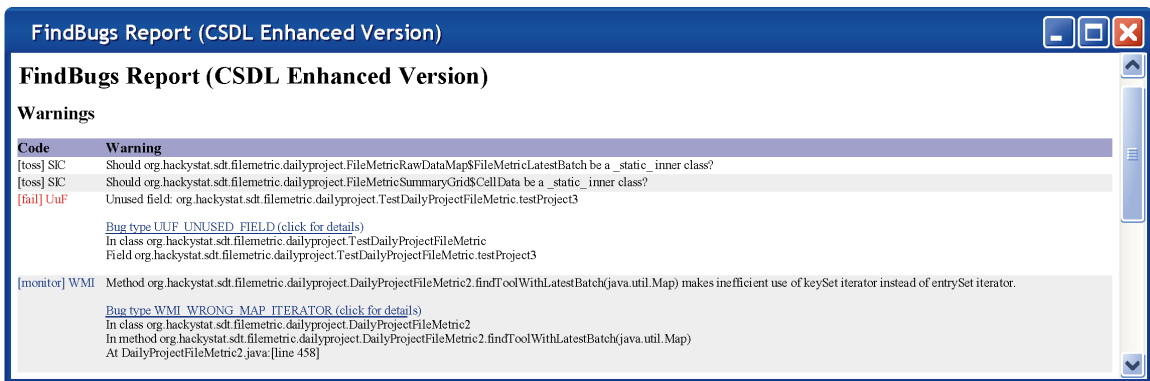 FindBugs Report (CSDL Enhanced Version)
FindBugs Report (CSDL Enhanced Version)
Warnings
Code Warning
[toss] SIC Should org.hackystat.sdt.filemetric.dailyproject.FileMetricRawDataMap$FileMetricLatestBatch be a _static_ inner class?
[toss] SIC Should org.hackystat.sdt.filemetric.dailyproject.FileMetricSummaryGrid$CellData be a _static_ inner class?
[fail] UuF Unused field: org.hackystat.sdt.filemetric.dailyproject.TestDailyProjectFileMetric.testProject3
Bug type UUF_UNUSED_FIELD (click for details)
In class org.hackystat.sdt.filemetric.dailyproject.TestDailyProjectFileMetric
Field org.hackystat.sdt.filemetric.dailyproject.TestDailyProjectFileMetric.testProject3
[monitor] WMI Method org.hackystat.sdt.filemetric.dailyproject.DailyProjectFileMetric2.findToolWithLatestBatch(java.util.Map) makes inefficient use of keySet iterator instead of entrySet iterator.
Bug type WMI_WRONG_MAP_ITERATOR (click for details)
In class org.hackystat.sdt.filemetric.dailyproject.DailyProjectFileMetric2
In method org.hackystat.sdt.filemetric.dailyproject.DailyProjectFileMetric2.findToolWithLatestBatch(java.util.Map)
At DailyProjectFileMetric2.java:[line 458]